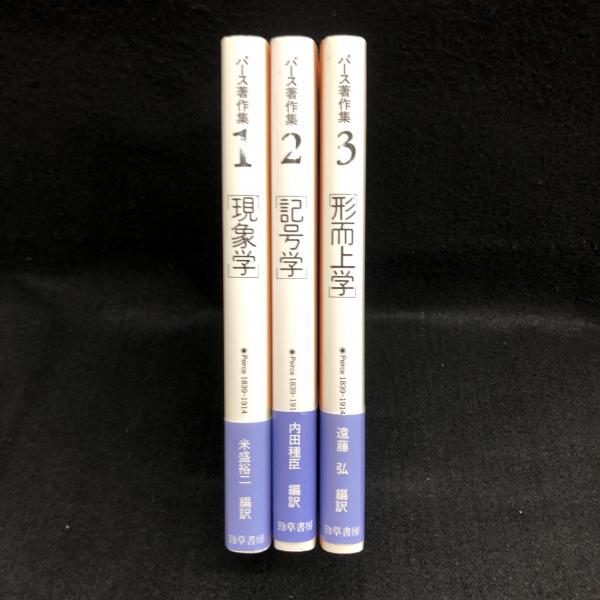 パース著作集
1
[現象学]
●Peirce 1839-1914
米盛裕二 編訳
勁草書房
パース著作集
2
[記号学]
●Peirce 1839-191
内田種臣 編訳
勁草書房
パース著作集
3
[形而上学]
●Peirce 1839-1914
遠藤 弘 編訳
勁草書房